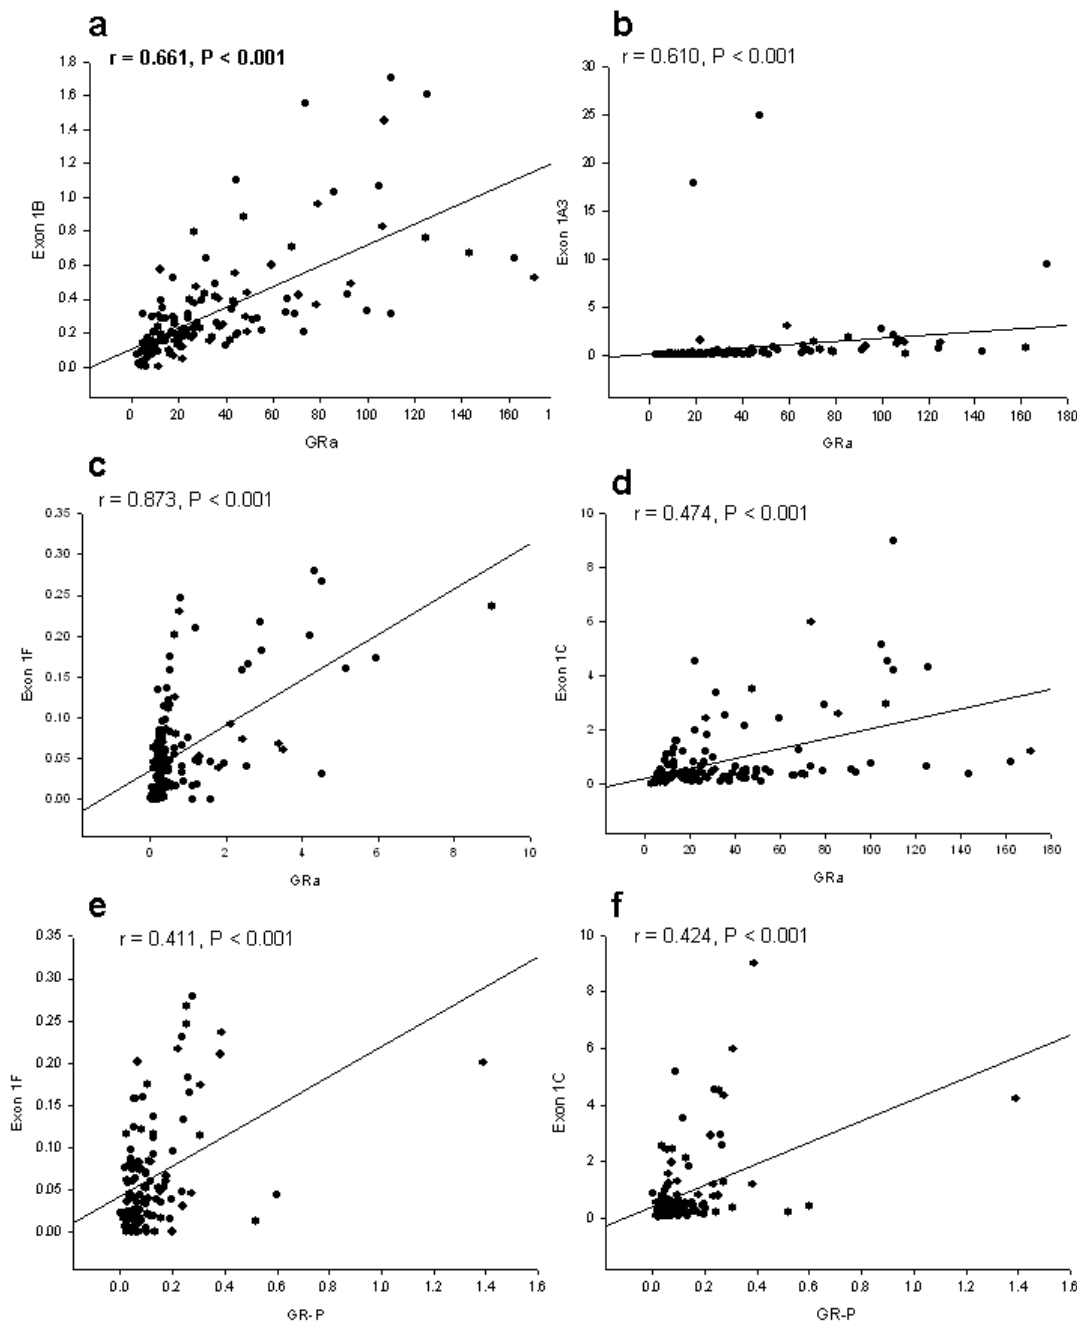 a
r = 0.661, P < 0.001
1.8
1.6
1.4
1.2
1.0
0.8
0.6
0.4
0.2
0.0
Exon 1B
0 20 40 60 80 100 120 140 160 1
GRa
b
r = 0.610, P < 0.001
30
25
20
15
10
5
0
Exon 1A3
0 20 40 60 80 100 120 140 160 180
GRa
c
r = 0.873, P < 0.001
0.35
0.30
0.25
0.20
0.15
0.10
0.05
0.00
Exon 1F
0 2 4 6 8 10
GRa
d
r = 0.474, P < 0.001
10
8
6
4
2
0
Exon 1C
0 20 40 60 80 100 120 140 160 180
GRa
e
r = 0.411, P < 0.001
0.35
0.30
0.25
0.20
0.15
0.10
0.05
0.00
Exon 1F
0.0 0.2 0.4 0.6 0.8 1.0 1.2 1.4 1.6
GR-P
f
r = 0.424, P < 0.001
10
8
6
4
2
0
Exon 1C
0.0 0.2 0.4 0.6 0.8 1.0 1.2 1.4 1.6
GR-P